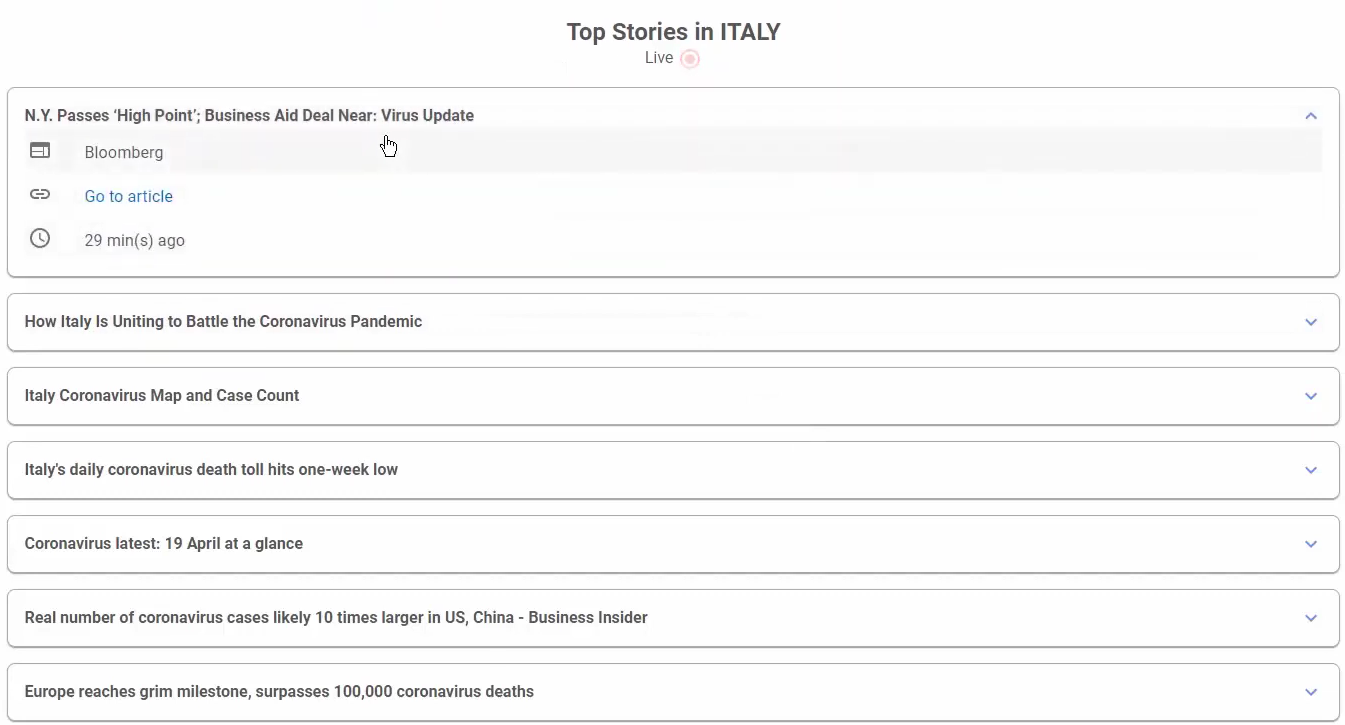 Top Stories in ITALY
Live
N.Y. Passes ‘High Point’; Business Aid Deal Near: Virus Update
Bloomberg
Go to article
29 min(s) ago
How Italy Is Uniting to Battle the Coronavirus Pandemic
Italy Coronavirus Map and Case Count
Italy's daily coronavirus death toll hits one-week low
Coronavirus latest: 19 April at a glance
Real number of coronavirus cases likely 10 times larger in US, China - Business Insider
Europe reaches grim milestone, surpasses 100,000 coronavirus deaths